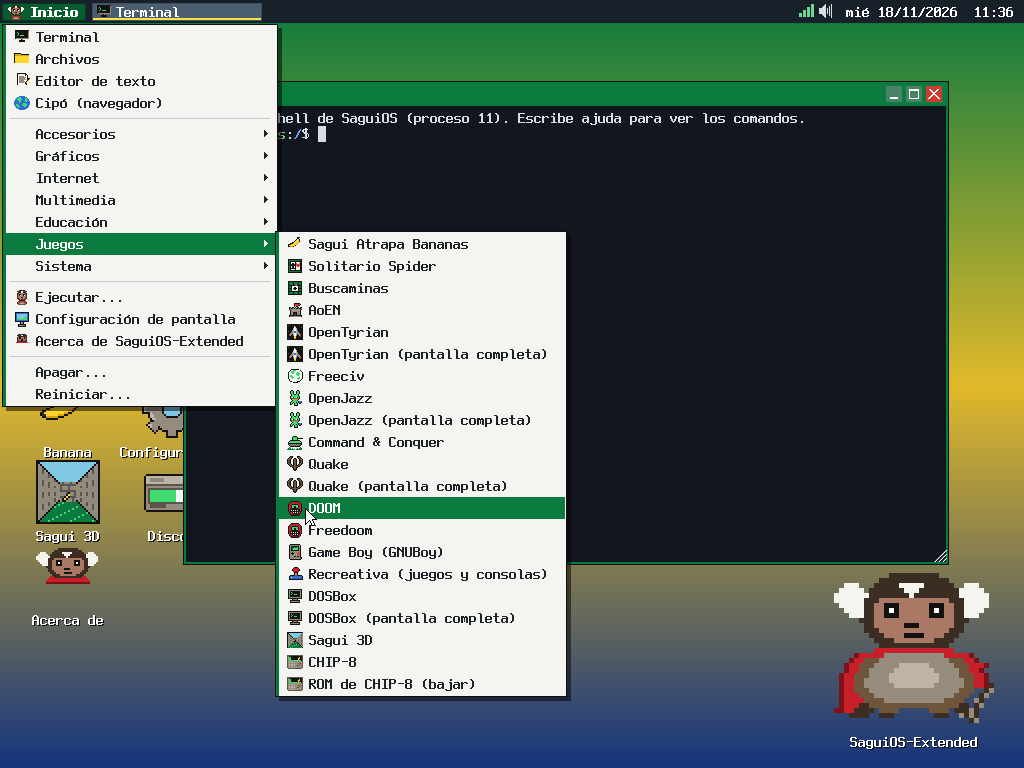 Inicio
Terminal
mié 18/11/2026 11:36
Terminal
Archivos
Editor de texto
Cipó (navegador)
Accesorios
Gráficos
Internet
Multimedia
Educación
Juegos
Sistema
Ejecutar...
Configuración de pantalla
Acerca de SaguiOS-Extended
Apagar...
Reiniciar...
hell de SaguiOS (proceso 11). Escribe ajuda para ver los comandos.
s:/$
Sagui Atrapa Bananas
Solitario Spider
Buscaminas
AoEN
OpenTyrian
OpenTyrian (pantalla completa)
Freeciv
OpenJazz
OpenJazz (pantalla completa)
Command & Conquer
Quake
Quake (pantalla completa)
DOOM
Freedoom
Game Boy (GNUBoy)
Recreativa (juegos y consolas)
DOSBox
DOSBox (pantalla completa)
Sagui 3D
CHIP-8
ROM de CHIP-8 (bajar)
Banana
Configur
Sagui 3D
Disco
Acerca de
SaguiOS-Extended